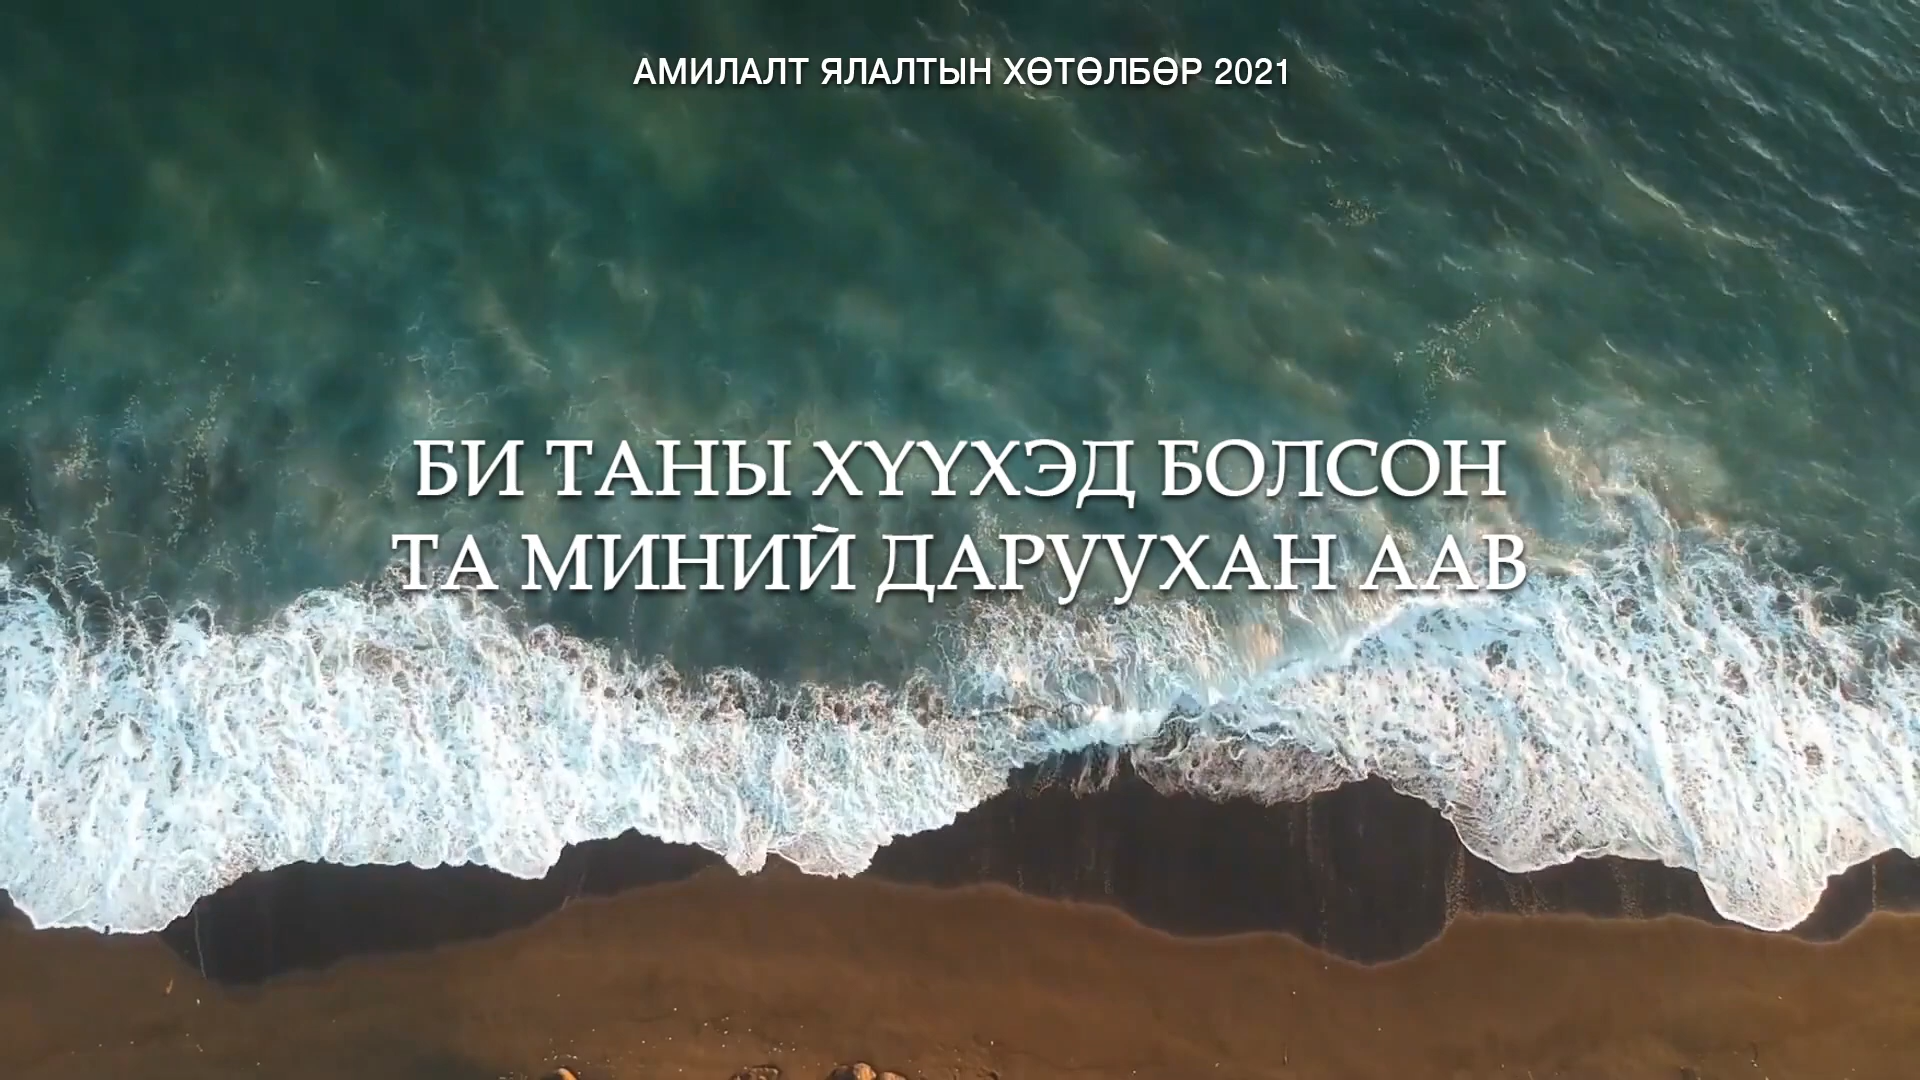 АМИЛАЛТ ЯЛАЛТЫН ХӨТӨЛБӨР 2021
БИ ТАНЫ ХҮҮХЭД БОЛСОН
ТА МИНИЙ ДАРУУХАН ААВ